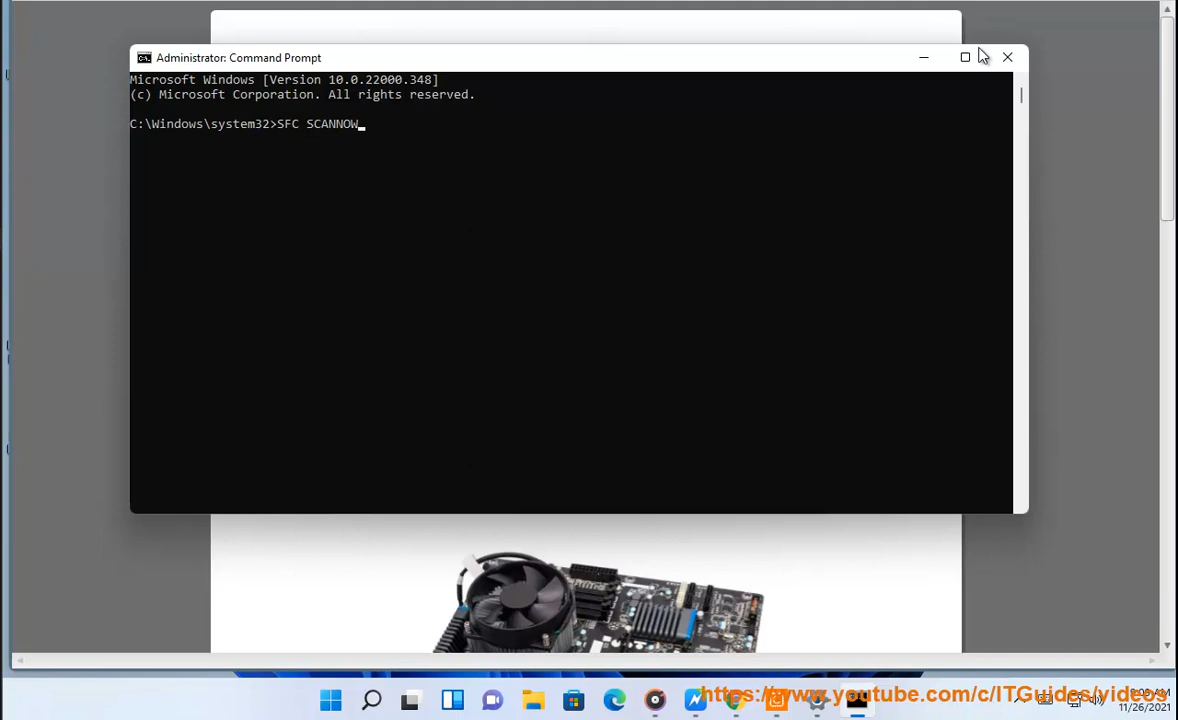 Administrator: Command Prompt
Microsoft Windows [Version 10.0.22000.348]
(c) Microsoft Corporation. All rights reserved.
C:\Windows\system32>SFC SCANNOW
https://www.youtube.com/c/ITGuides/videos
11/26/2021